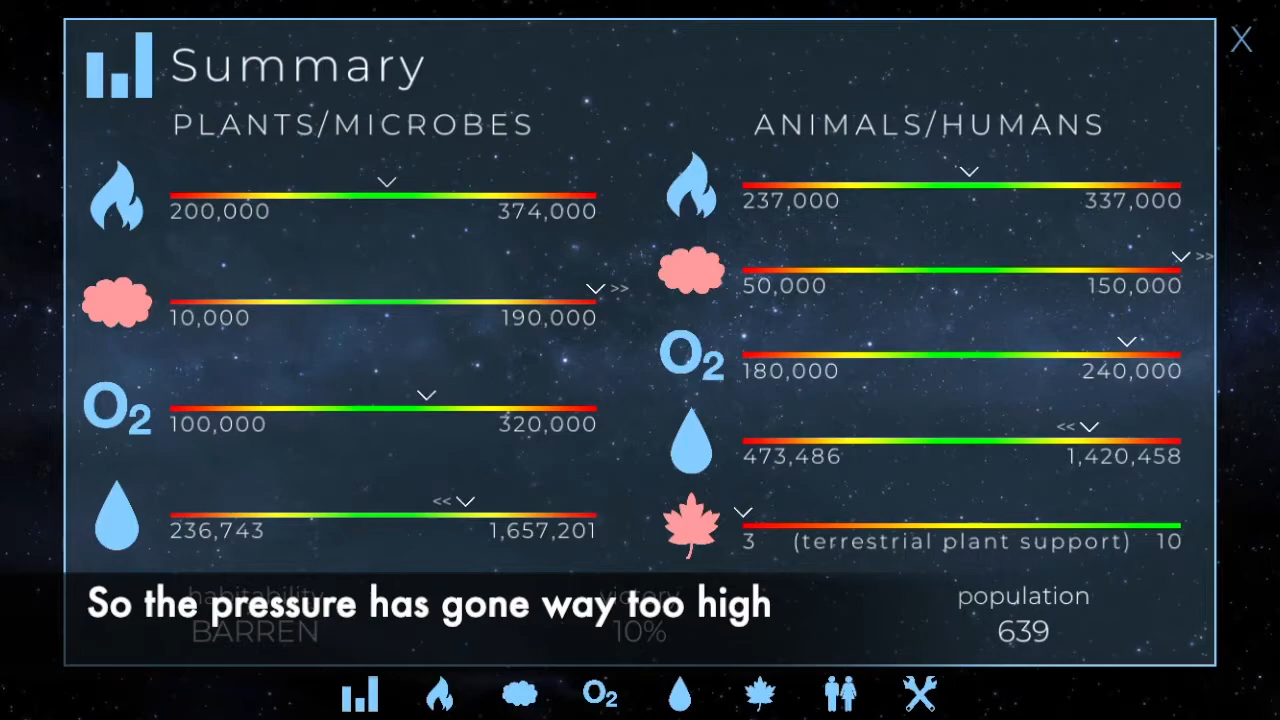 Summary
X
PLANTS/MICROBES
ANIMALS/HUMANS
200,000 374,000
237,000 337,000
>>
50,000 150,000
>>
10,000 190,000
O2
180,000 240,000
O2
100,000 320,000
<<
473,486 1,420,458
<<
236,743 1,657,201
3 (terrestrial plant support) 10
habitability victory population
So the pressure has gone way too high
BARREN 10% 639
O2